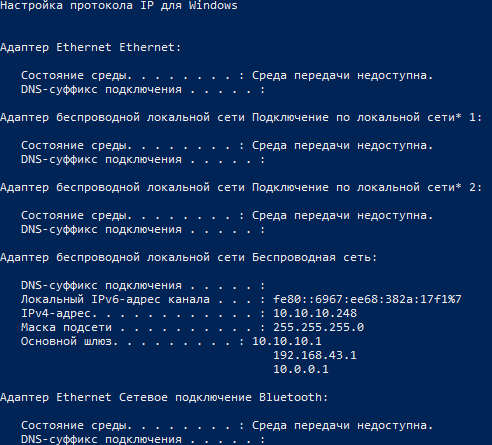 Настройка протокола IP для Windows
Адаптер Ethernet Ethernet:
Состояние среды. . . . . . . . : Среда передачи недоступна.
DNS-суффикс подключения . . . . . :
Адаптер беспроводной локальной сети Подключение по локальной сети* 1:
Состояние среды. . . . . . . . : Среда передачи недоступна.
DNS-суффикс подключения . . . . . :
Адаптер беспроводной локальной сети Подключение по локальной сети* 2:
Состояние среды. . . . . . . . : Среда передачи недоступна.
DNS-суффикс подключения . . . . . :
Адаптер беспроводной локальной сети Беспроводная сеть:
DNS-суффикс подключения . . . . . :
Локальный IPv6-адрес канала . . . : fe80::6967:ee68:382a:17f1%7
IPv4-адрес. . . . . . . . . . . . : 10.10.10.248
Маска подсети . . . . . . . . . . : 255.255.255.0
Основной шлюз. . . . . . . . . : 10.10.10.1
192.168.43.1
10.0.0.1
Адаптер Ethernet Сетевое подключение Bluetooth:
Состояние среды. . . . . . . . : Среда передачи недоступна.
DNS-суффикс подключения . . . . . :